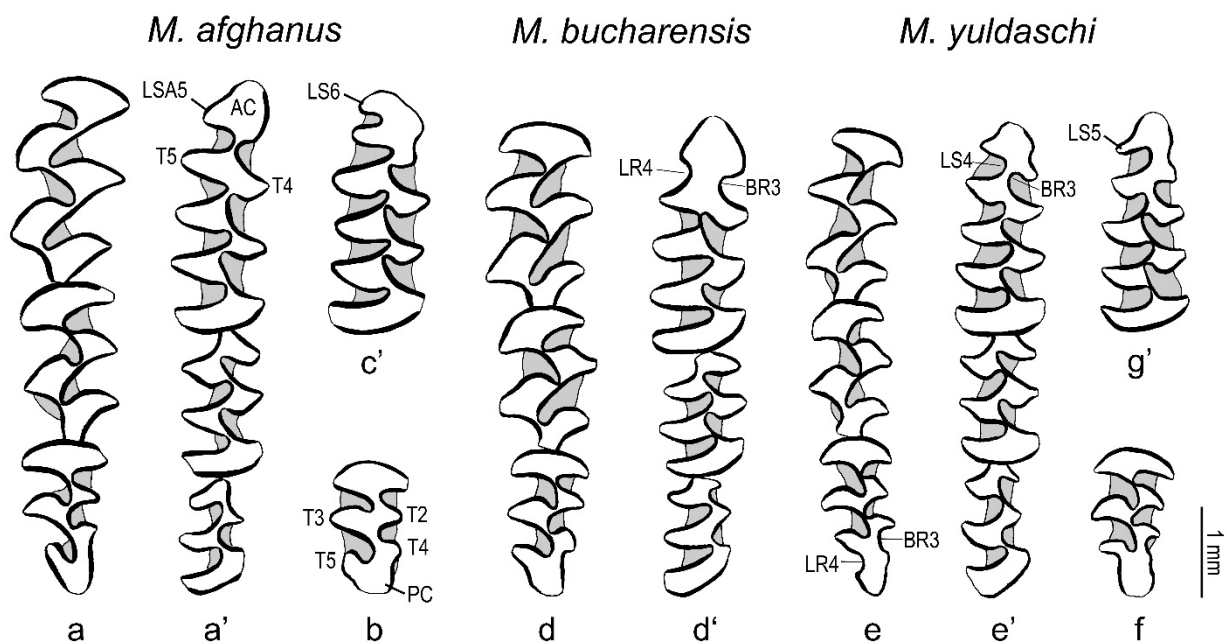 M. afghanus M. bucharensis M. yuldaschi
LSA5 AC LS6 LS5
T5 T4 LR4 BR3 LS4 BR3
c’ g’
T3 T2
T5 T4 BR3
LR4
PC
1 mm
a a’ b d d‘ e e’ f